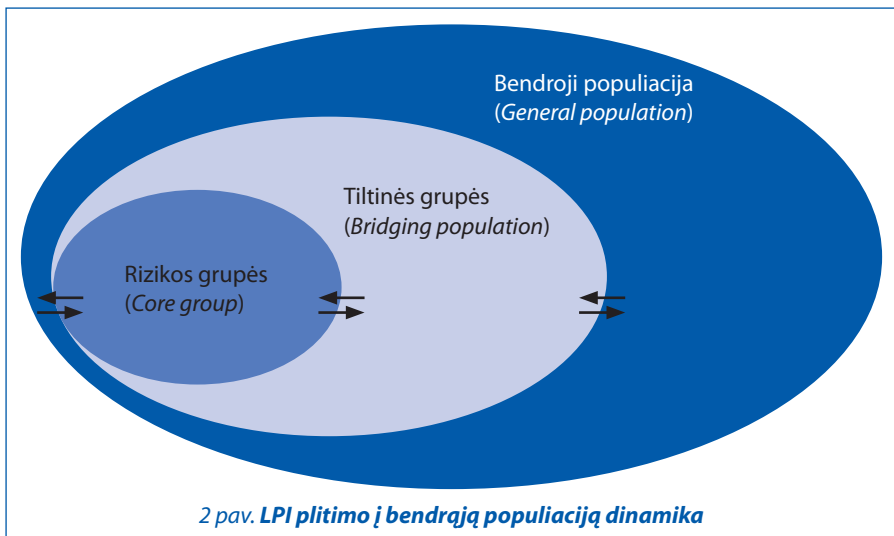 Bendroji populiacija
(General population)
Tiltinės grupės
(Bridging population)
Rizikos grupės
(Core group)
2 pav. LPI plitimo į bendrąją populiaciją dinamika